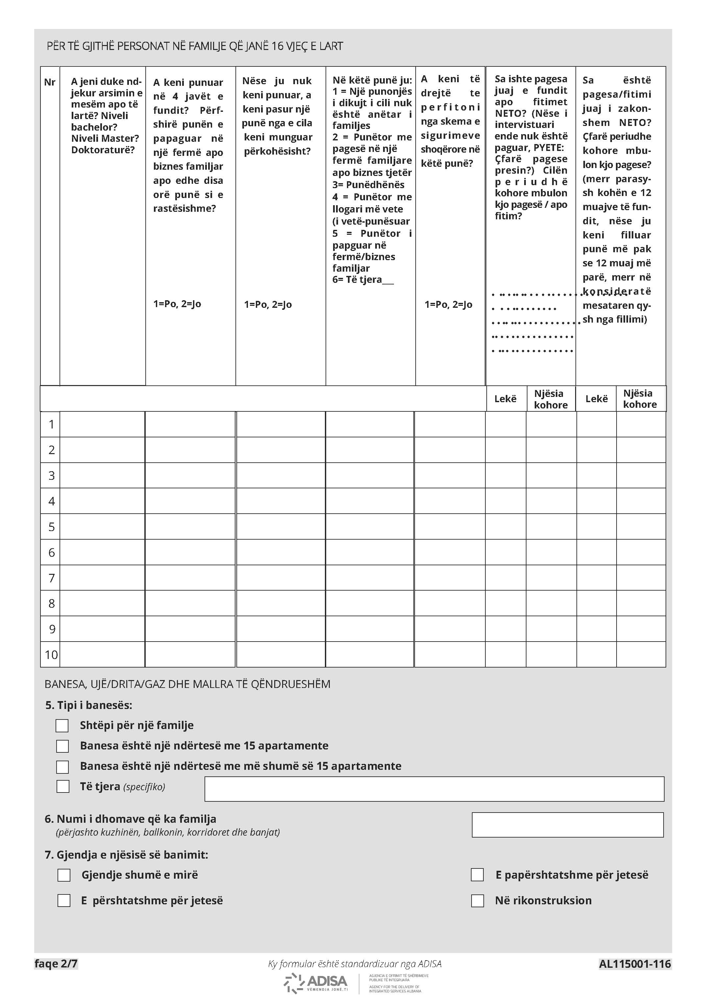 PËR TË GJITHË PERSONAT NË FAMILJE QË JANË 16 VJEÇ E LART
Nr
A jeni duke nd-
jekur arsimin e
mesëm apo të
lartë? Niveli
bachelor?
Niveli Master?
Doktoraturë?
A keni punuar
në 4 javët e
fundit? Përf-
shirë punën e
papaguar në
një fermë apo
biznes familjar
apo edhe disa
orë punë si e
rastësishme?
1=Po, 2=Jo
Nëse ju nuk
keni punuar, a
keni pasur një
punë nga e cila
keni munguar
përkohësisht?
1=Po, 2=Jo
Në këtë punë ju:
1 = Një punonjës
i dikujt i cili nuk
është anëtar i
familjes
2 = Punëtor me
pagesë në një
fermë familjare
apo biznes tjetër
3= Punëdhënës
4 = Punëtor me
llogari më vete
(i vetë-punësuar
5 = Punëtor i
papguar në
fermë/biznes
familjar
6= Të tjera___
A keni të
drejtë te
perfitoni
nga skema e
sigurimeve
shoqërore në
këtë punë?
1=Po, 2=Jo
Sa ishte pagesa
juaj e fundit
apo fitimet
NETO? (Nëse i
intervistuari
ende nuk është
paguar, PYETE:
Çfarë pagese
presin?) Cilën
periudhë
kohore mbulon
kjo pagesë / apo
fitim?
Sa është
pagesa/fitimi
juaj i zakon-
shem NETO?
Çfarë periudhe
kohore mbu-
lon kjo pagese?
(merr parasy-
sh kohën e 12
muajve të fun-
dit, nëse ju
keni filluar
punë më pak
se 12 muaj më
parë, merr në
konsideratë
mesataren qy-
sh nga fillimi)
Lekë
Njësia
kohore
Lekë
Njësia
kohore
1
2
3
4
5
6
7
8
9
10
BANESA, UJË/DRITA/GAZ DHE MALLRA TË QËNDRUESHËM
5. Tipi i banesës:
Shtëpi për një familje
Banesa është një ndërtesë me 15 apartamente
Banesa është një ndërtesë me më shumë së 15 apartamente
Të tjera (specifiko)
6. Numi i dhomave që ka familja
(përjashto kuzhinën, ballkonin, korridoret dhe banjat)
7. Gjendja e njësisë së banimit:
Gjendje shumë e mirë
E papërshtatshme për jetesë
E përshtatshme për jetesë
Në rikonstruksion
faqe 2/7
Ky formular është standardizuar nga ADISA
AL115001-116
ADISA
VËMENDJA JONË, TI
AGJENCIA E OFRIMIT TË SHËRBIMEVE
PUBLIKE TË INTEGRUARA
AGENCY FOR THE DELIVERY OF
INTEGRATED SERVICES ALBANIA